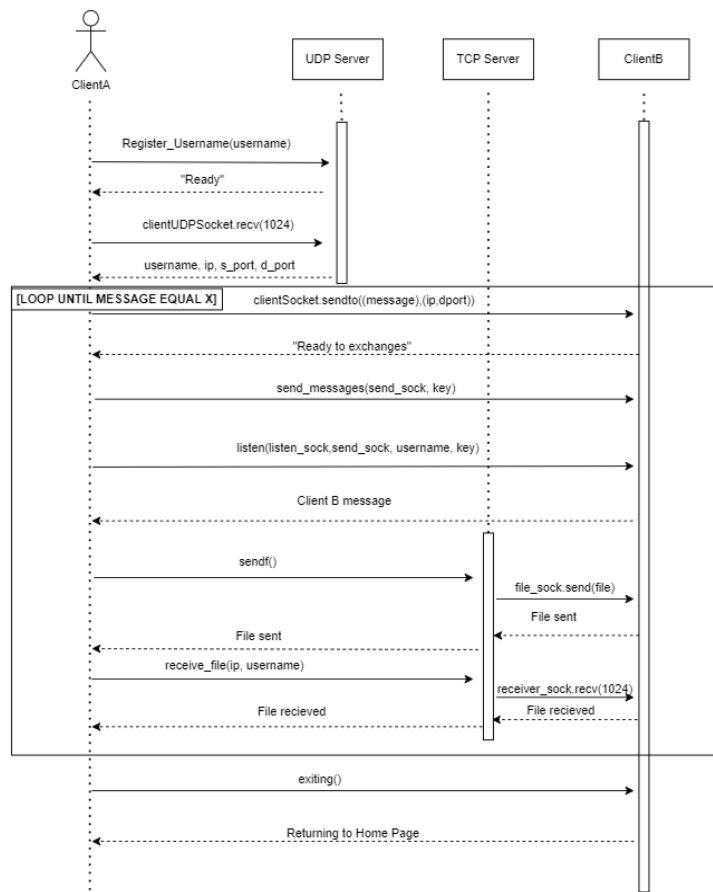 UDP Server
TCP Server
ClientB
ClientA
Register_Username(username)
"Ready"
clientUDPSocket.recv(1024)
username, ip, s_port, d_port
[LOOP UNTIL MESSAGE EQUAL X]
clientSocket.sendto((message),(ip,dport))
"Ready to exchanges"
send_messages(send_sock, key)
listen(listen_sock,send_sock, username, key)
Client B message
sendf()
file_sock.send(file)
File sent
File sent
receive_file(ip, username)
receiver_sock.recv(1024)
File recieved
File recieved
exiting()
Returning to Home Page